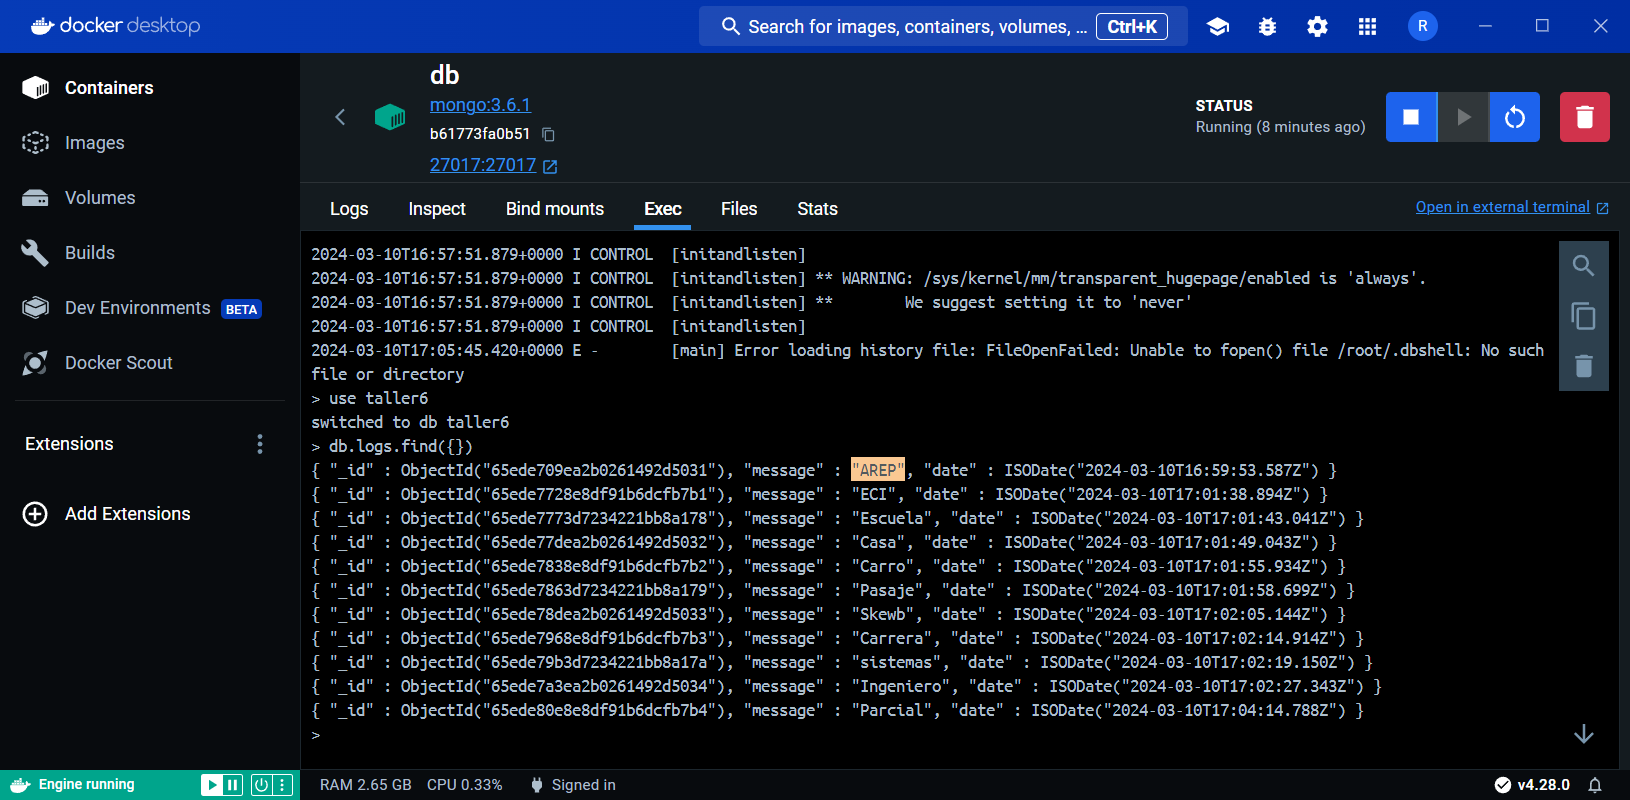 docker desktop
Search for images, containers, volumes, ... Ctrl+K
R
Containers
Images
Volumes
Builds
Dev Environments BETA
Docker Scout
Extensions
Add Extensions
db
mongo:3.6.1
b61773fa0b51
27017:27017
STATUS
Running (8 minutes ago)
Logs Inspect Bind mounts Exec Files Stats
Open in external terminal
2024-03-10T16:57:51.879+0000 I CONTROL  [initandlisten]
2024-03-10T16:57:51.879+0000 I CONTROL  [initandlisten] ** WARNING: /sys/kernel/mm/transparent_hugepage/enabled is 'always'.
2024-03-10T16:57:51.879+0000 I CONTROL  [initandlisten] **        We suggest setting it to 'never'
2024-03-10T16:57:51.879+0000 I CONTROL  [initandlisten]
2024-03-10T17:05:45.420+0000 E -        [main] Error loading history file: FileOpenFailed: Unable to fopen() file /root/.dbshell: No such
file or directory
> use taller6
switched to db taller6
> db.logs.find({})
{ "_id" : ObjectId("65ede709ea2b0261492d5031"), "message" : "AREP", "date" : ISODate("2024-03-10T16:59:53.587Z") }
{ "_id" : ObjectId("65ede7728e8df91b6dcfb7b1"), "message" : "ECI", "date" : ISODate("2024-03-10T17:01:38.894Z") }
{ "_id" : ObjectId("65ede7773d7234221bb8a178"), "message" : "Escuela", "date" : ISODate("2024-03-10T17:01:43.041Z") }
{ "_id" : ObjectId("65ede77dea2b0261492d5032"), "message" : "Casa", "date" : ISODate("2024-03-10T17:01:49.043Z") }
{ "_id" : ObjectId("65ede7838e8df91b6dcfb7b2"), "message" : "Carro", "date" : ISODate("2024-03-10T17:01:55.934Z") }
{ "_id" : ObjectId("65ede7863d7234221bb8a179"), "message" : "Pasaje", "date" : ISODate("2024-03-10T17:01:58.699Z") }
{ "_id" : ObjectId("65ede78dea2b0261492d5033"), "message" : "Skewb", "date" : ISODate("2024-03-10T17:02:05.144Z") }
{ "_id" : ObjectId("65ede7968e8df91b6dcfb7b3"), "message" : "Carrera", "date" : ISODate("2024-03-10T17:02:14.914Z") }
{ "_id" : ObjectId("65ede79b3d7234221bb8a17a"), "message" : "sistemas", "date" : ISODate("2024-03-10T17:02:19.150Z") }
{ "_id" : ObjectId("65ede7a3ea2b0261492d5034"), "message" : "Ingeniero", "date" : ISODate("2024-03-10T17:02:27.343Z") }
{ "_id" : ObjectId("65ede80e8e8df91b6dcfb7b4"), "message" : "Parcial", "date" : ISODate("2024-03-10T17:04:14.788Z") }
>
Engine running
RAM 2.65 GB CPU 0.33% Signed in
v4.28.0